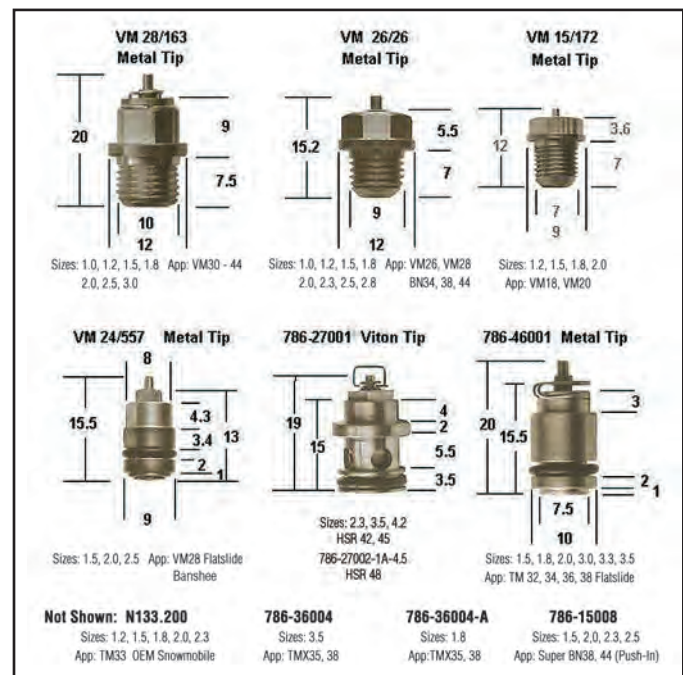 VM 28/163
Metal Tip
20
9
7.5
10
12
Sizes: 1.0, 1.2, 1.5, 1.8 App: VM30 - 44
2.0, 2.5, 3.0
VM 26/26
Metal Tip
15.2
5.5
7
9
12
Sizes: 1.0, 1.2, 1.5, 1.8 App: VM26, VM28
2.0, 2.3, 2.5, 2.8 BN34, 38, 44
VM 15/172
Metal Tip
12
3.6
7
7
9
Sizes: 1.2, 1.5, 1.8, 2.0
App: VM18, VM20
VM 24/557 Metal Tip
8
15.5
4.3
3.4
2
1
13
9
Sizes: 1.5, 2.0, 2.5 App: VM28 Flatslide
Banshee
786-27001 Viton Tip
19
15
4
2
5.5
3.5
Sizes: 2.3, 3.5, 4.2
HSR 42, 45
786-27002-1A-4.5
HSR 48
786-46001 Metal Tip
20
15.5
3
2
1
7.5
10
Sizes: 1.5, 1.8, 2.0, 3.0, 3.3, 3.5
App: TM 32, 34, 36, 38 Flatslide
Not Shown: N133.200
Sizes: 1.2, 1.5, 1.8, 2.0, 2.3
App: TM33 OEM Snowmobile
786-36004
Sizes: 3.5
App: TMX35, 38
786-36004-A
Sizes: 1.8
App:TMX35, 38
786-15008
Sizes: 1.5, 2.0, 2.3, 2.5
App: Super BN38, 44 (Push-In)